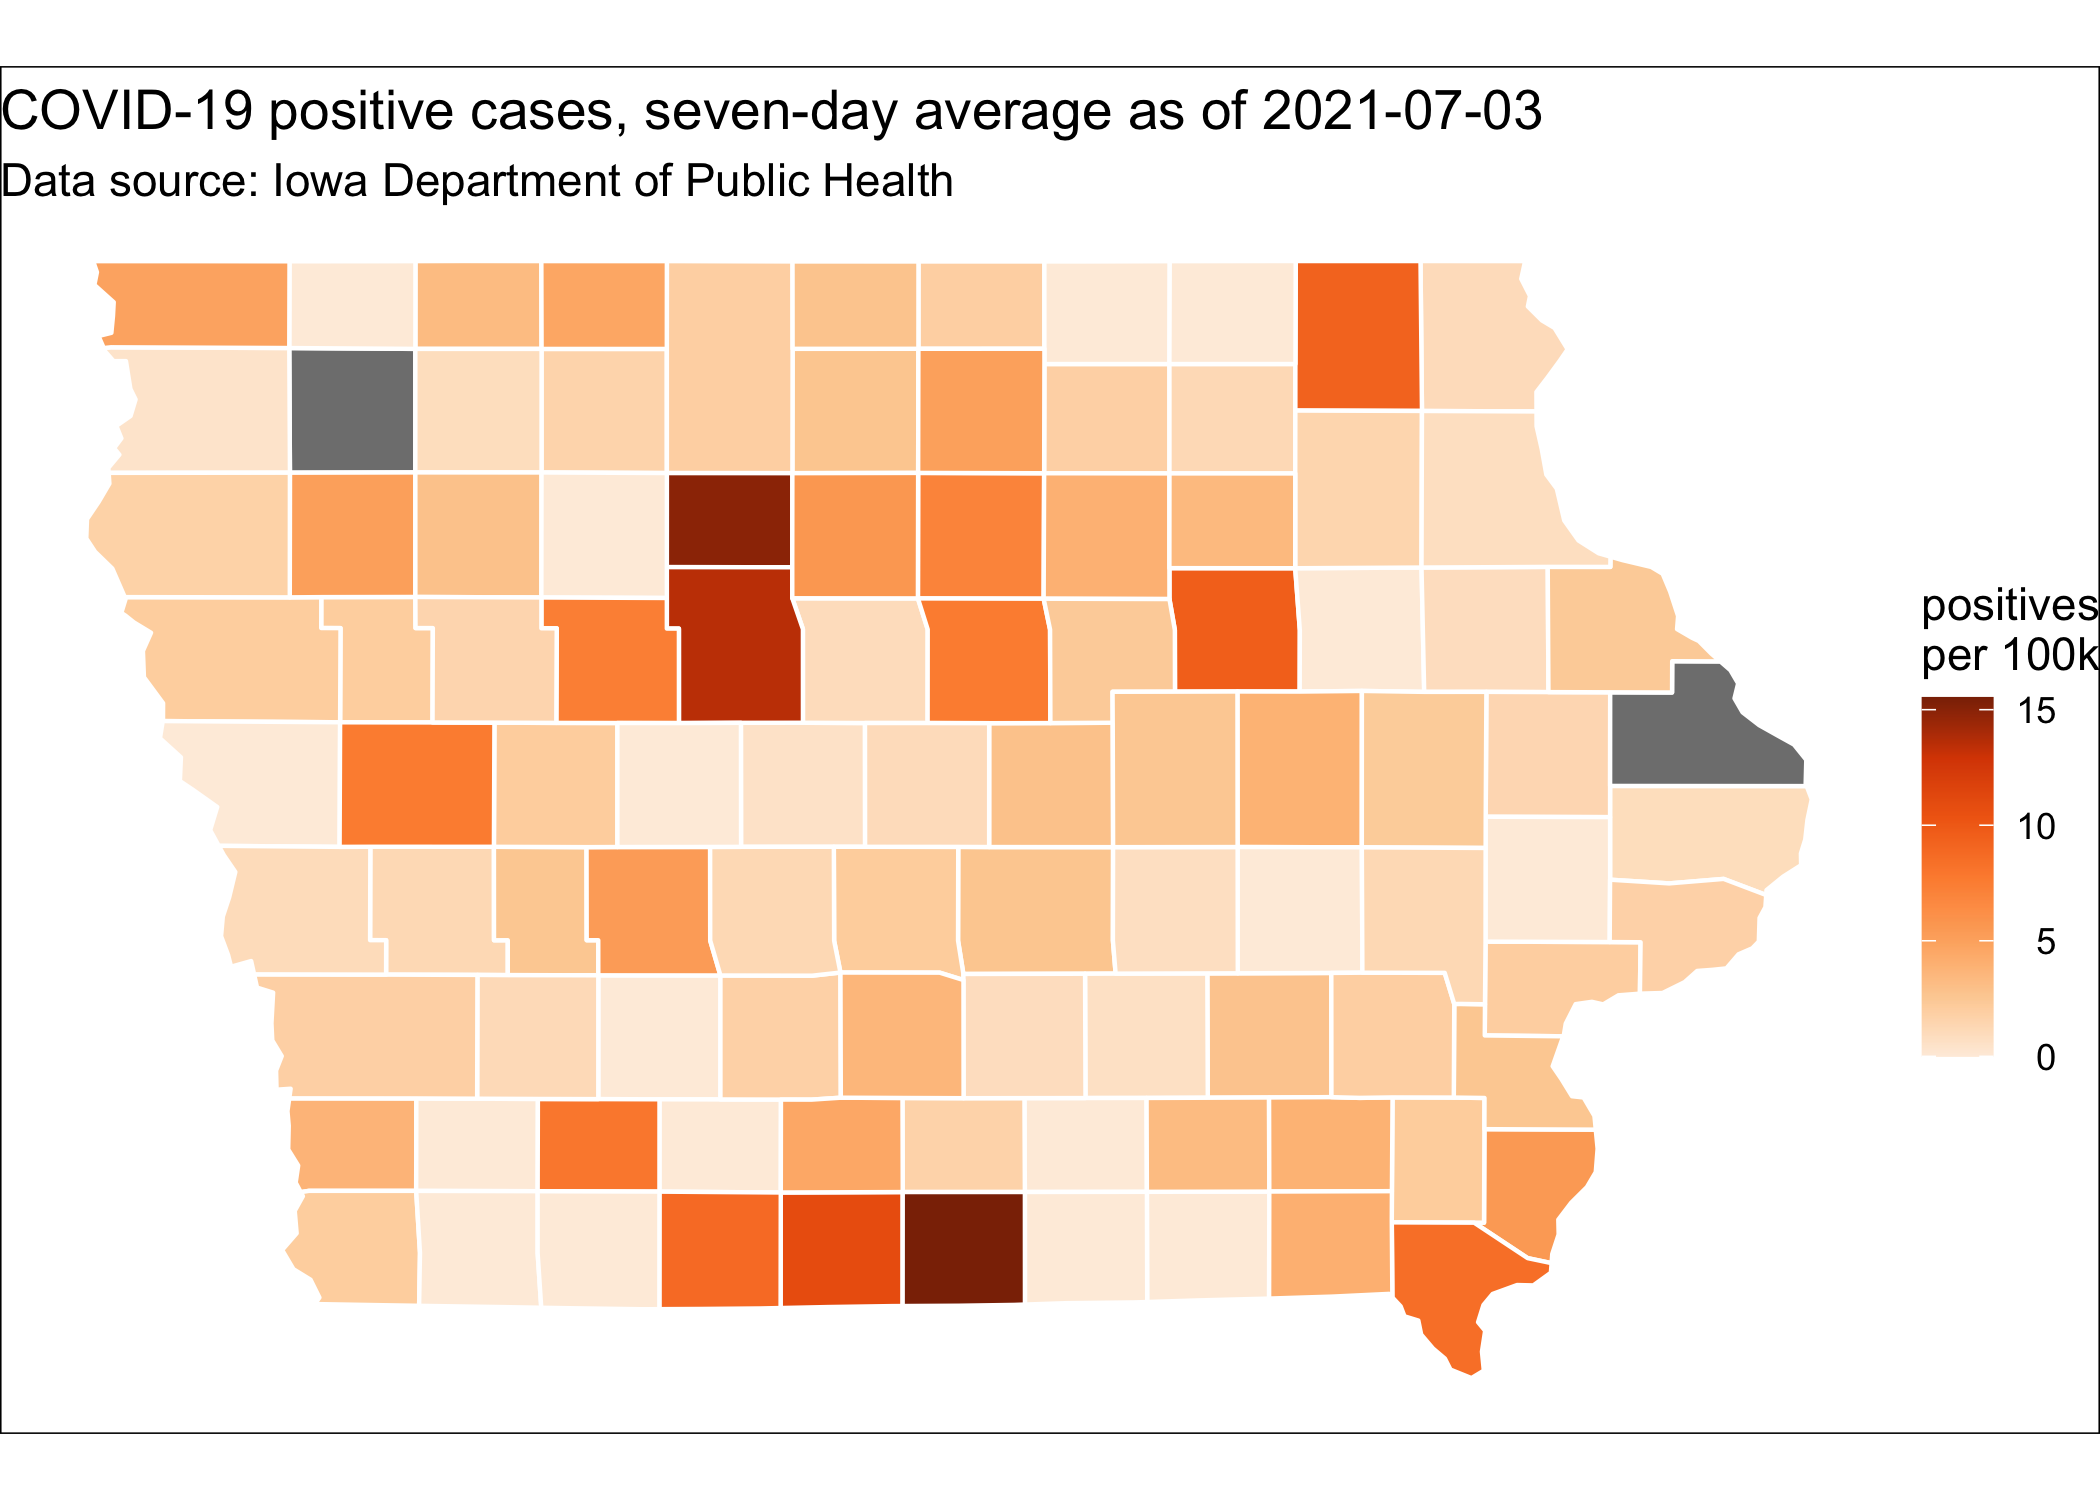 COVID-19 positive cases, seven-day average as of 2021-07-03
Data source: Iowa Department of Public Health
positives
per 100k
15
10
5
0